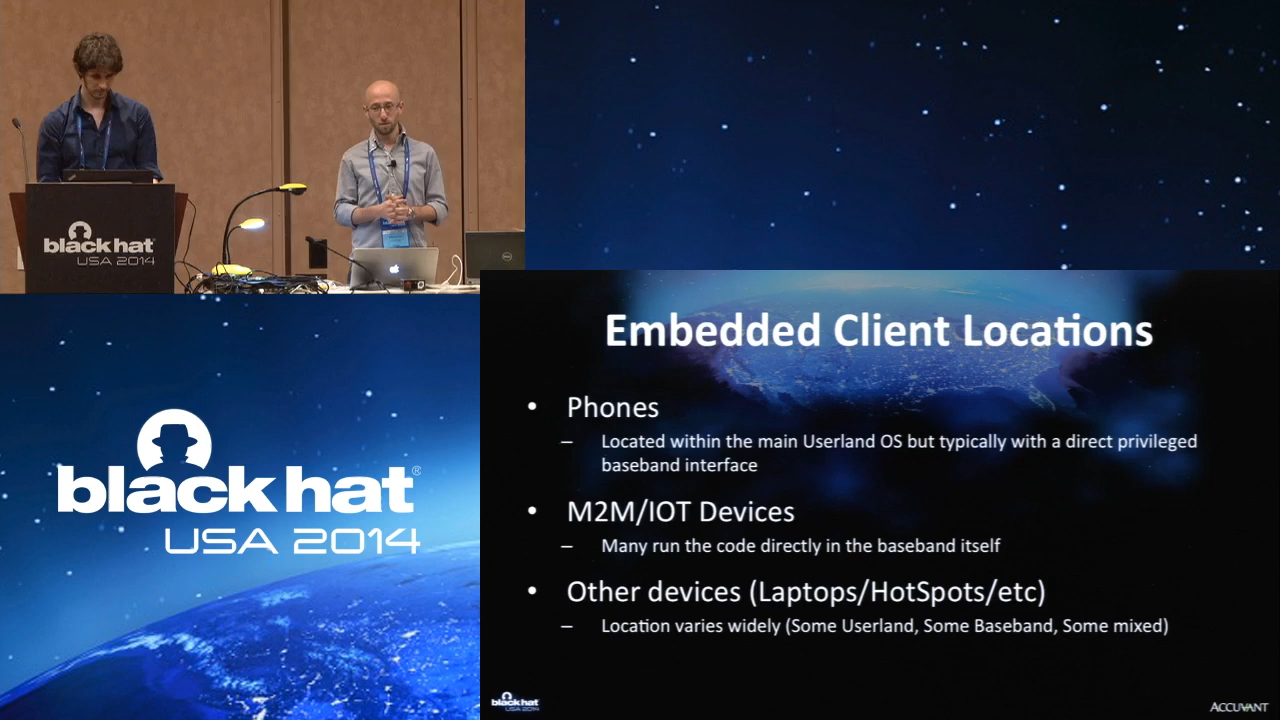 black hat
USA 2014
black hat®
USA 2014
Embedded Client Locations
• Phones
– Located within the main Userland OS but typically with a direct privileged
baseband interface
• M2M/IOT Devices
– Many run the code directly in the baseband itself
• Other devices (Laptops/HotSpots/etc)
– Location varies widely (Some Userland, Some Baseband, Some mixed)
black hat
USA 2014
ACCUVANT